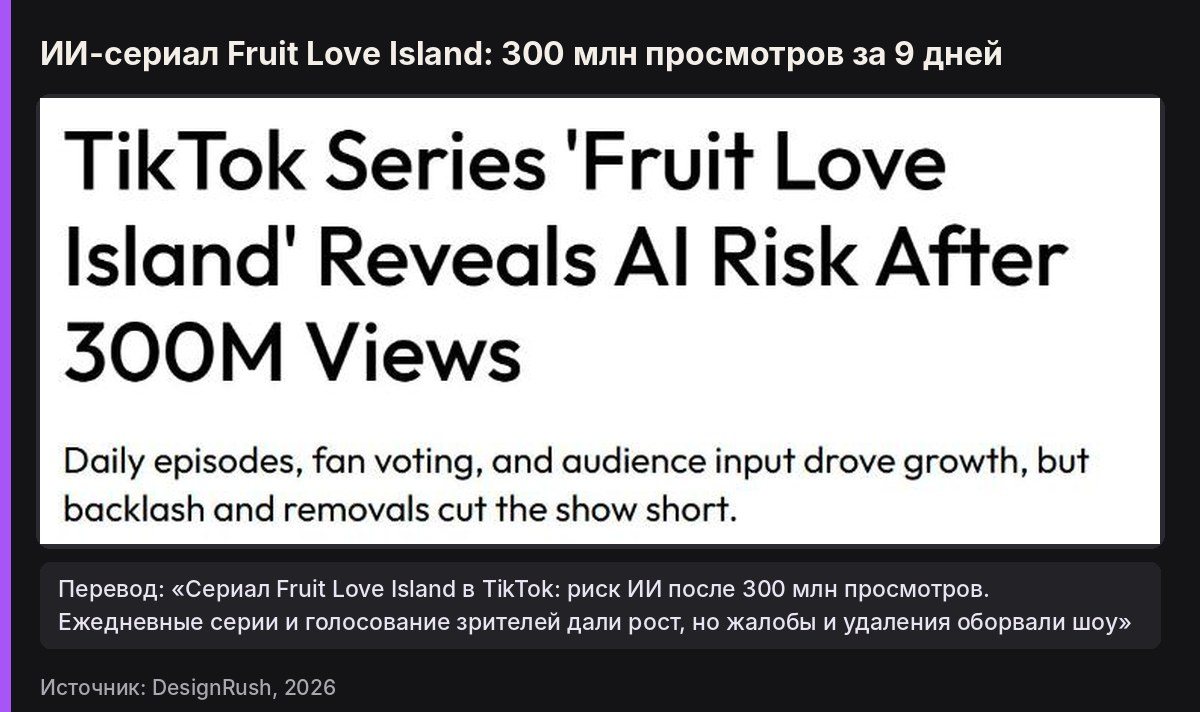 ИИ-сериал Fruit Love Island: 300 млн просмотров за 9 дней
TikTok Series 'Fruit Love
Island' Reveals AI Risk After
300M Views
Daily episodes, fan voting, and audience input drove growth, but
backlash and removals cut the show short.
Перевод: «Сериал Fruit Love Island в TikTok: риск ИИ после 300 млн просмотров.
Ежедневные серии и голосование зрителей дали рост, но жалобы и удаления оборвали шоу»
Источник: DesignRush, 2026